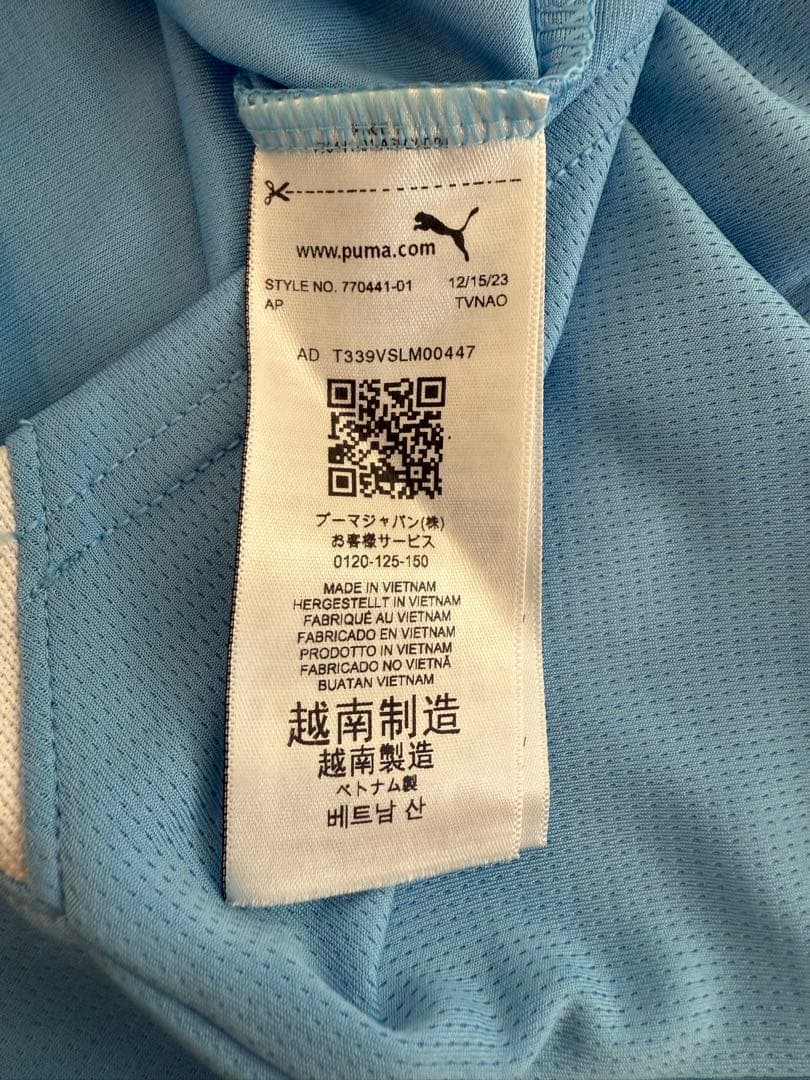 www.puma.com
STYLE NO. 770441-01 12/15/23
AP TVNAO
AD T339VSLM00447
プーマジャパン(株)
お客様サービス
0120-125-150
MADE IN VIETNAM
HERGESTELLT IN VIETNAM
FABRIQUÉ AU VIETNAM
FABRICADO EN VIETNAM
PRODOTTO IN VIETNAM
FABRICADO NO VIETNÃ
BUATAN VIETNAM
越南制造
越南製造
ベトナム製
베트남 산